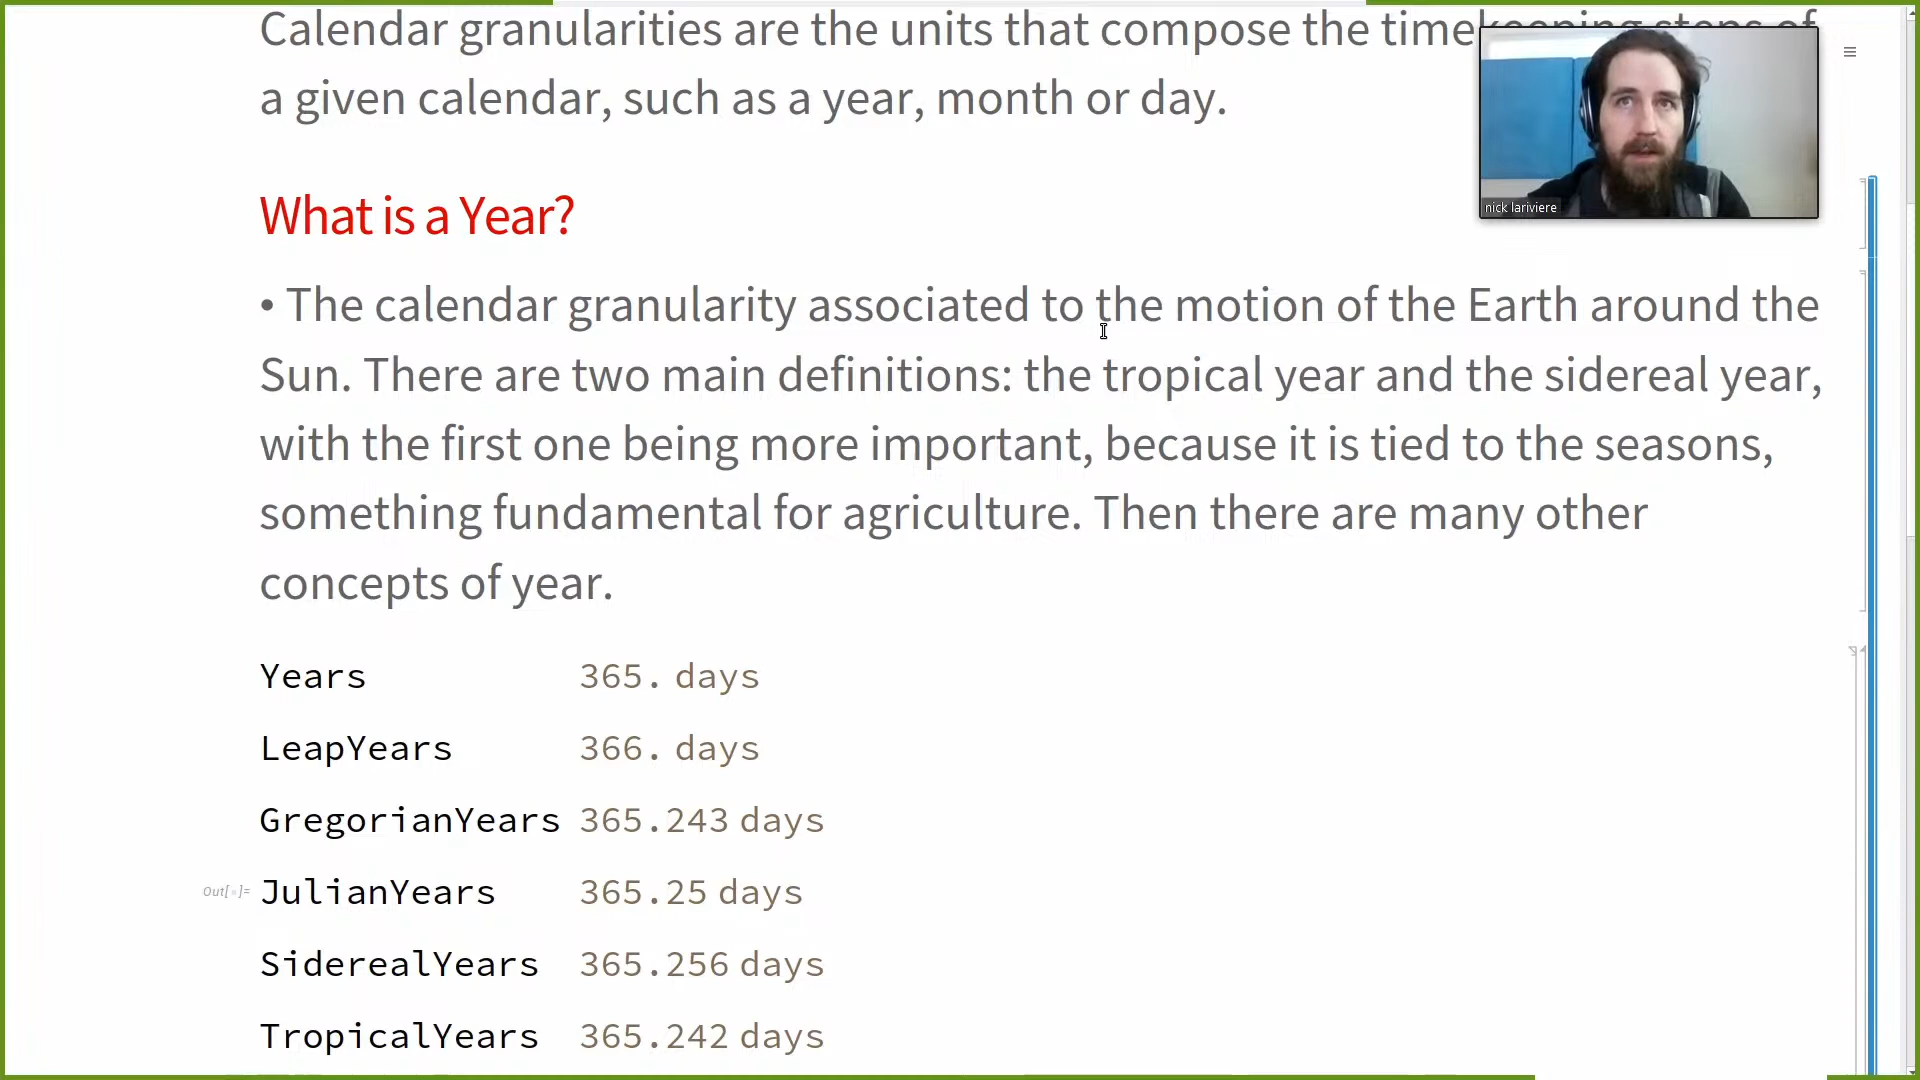 Calendar granularities are the units that compose the timekeeping steps of
a given calendar, such as a year, month or day.
nick lariviere
What is a Year?
• The calendar granularity associated to the motion of the Earth around the
Sun. There are two main definitions: the tropical year and the sidereal year,
with the first one being more important, because it is tied to the seasons,
something fundamental for agriculture. Then there are many other
concepts of year.
Years 365. days
LeapYears 366. days
GregorianYears 365.243 days
Out[ ]= JulianYears 365.25 days
SiderealYears 365.256 days
TropicalYears 365.242 days